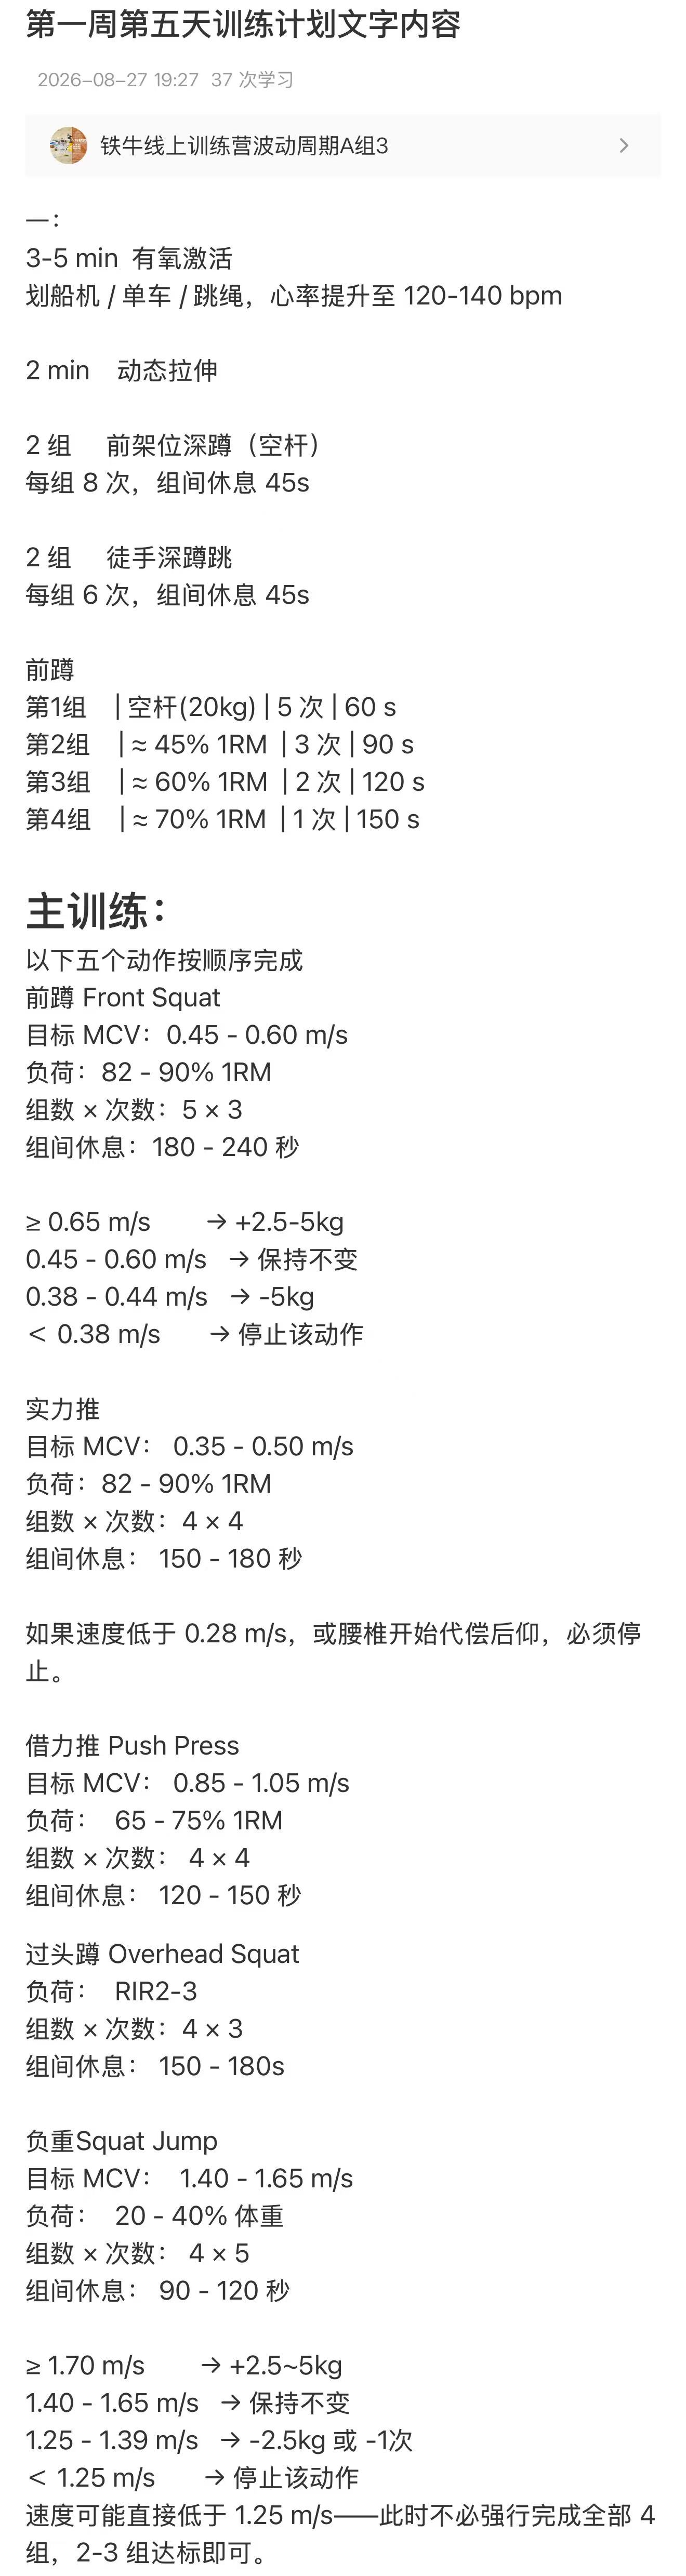 第一周第五天训练计划文字内容
2026-08-27 19:27 37 次学习
铁牛线上训练营波动周期A组3
一：
3-5 min 有氧激活
划船机 / 单车 / 跳绳，心率提升至 120-140 bpm
2 min 动态拉伸
2 组 前架位深蹲（空杆）
每组 8 次，组间休息 45s
2 组 徒手深蹲跳
每组 6 次，组间休息 45s
前蹲
第1组 | 空杆(20kg) | 5 次 | 60 s
第2组 | ≈ 45% 1RM | 3 次 | 90 s
第3组 | ≈ 60% 1RM | 2 次 | 120 s
第4组 | ≈ 70% 1RM | 1 次 | 150 s
主训练：
以下五个动作按顺序完成
前蹲 Front Squat
目标 MCV：0.45 - 0.60 m/s
负荷：82 - 90% 1RM
组数 × 次数：5 × 3
组间休息：180 - 240 秒
≥ 0.65 m/s → +2.5-5kg
0.45 - 0.60 m/s → 保持不变
0.38 - 0.44 m/s → -5kg
＜ 0.38 m/s → 停止该动作
实力推
目标 MCV： 0.35 - 0.50 m/s
负荷：82 - 90% 1RM
组数 × 次数：4 × 4
组间休息： 150 - 180 秒
如果速度低于 0.28 m/s，或腰椎开始代偿后仰，必须停
止。
借力推 Push Press
目标 MCV： 0.85 - 1.05 m/s
负荷： 65 - 75% 1RM
组数 × 次数： 4 × 4
组间休息： 120 - 150 秒
过头蹲 Overhead Squat
负荷： RIR2-3
组数 × 次数：4 × 3
组间休息： 150 - 180s
负重Squat Jump
目标 MCV： 1.40 - 1.65 m/s
负荷： 20 - 40% 体重
组数 × 次数： 4 × 5
组间休息： 90 - 120 秒
≥ 1.70 m/s → +2.5~5kg
1.40 - 1.65 m/s → 保持不变
1.25 - 1.39 m/s → -2.5kg 或 -1次
＜ 1.25 m/s → 停止该动作
速度可能直接低于 1.25 m/s——此时不必强行完成全部 4
组，2-3 组达标即可。